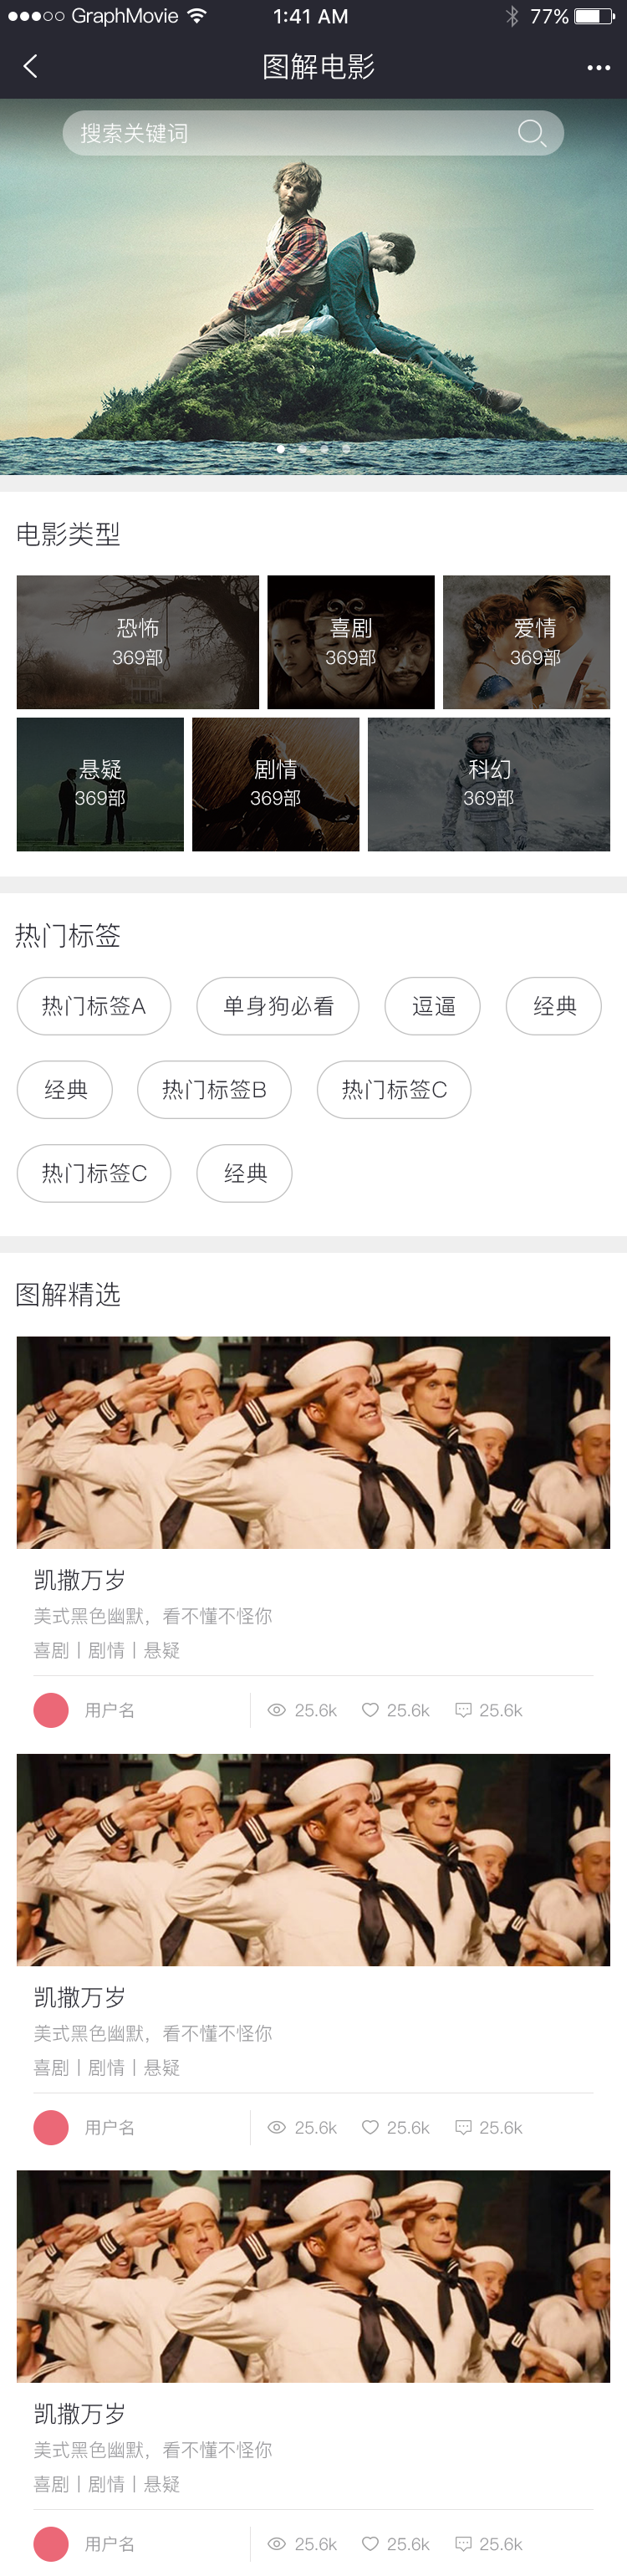 GraphMovie 1:41 AM 77%
图解电影
搜索关键词
电影类型
恐怖 喜剧 爱情
369部 369部 369部
悬疑 剧情 科幻
369部 369部 369部
热门标签
热门标签A 单身狗必看 逗逼 经典
经典 热门标签B 热门标签C
热门标签C 经典
图解精选
凯撒万岁
美式黑色幽默，看不懂不怪你
喜剧丨剧情丨悬疑
用户名 25.6k 25.6k 25.6k
凯撒万岁
美式黑色幽默，看不懂不怪你
喜剧丨剧情丨悬疑
用户名 25.6k 25.6k 25.6k
凯撒万岁
美式黑色幽默，看不懂不怪你
喜剧丨剧情丨悬疑
用户名 25.6k 25.6k 25.6k